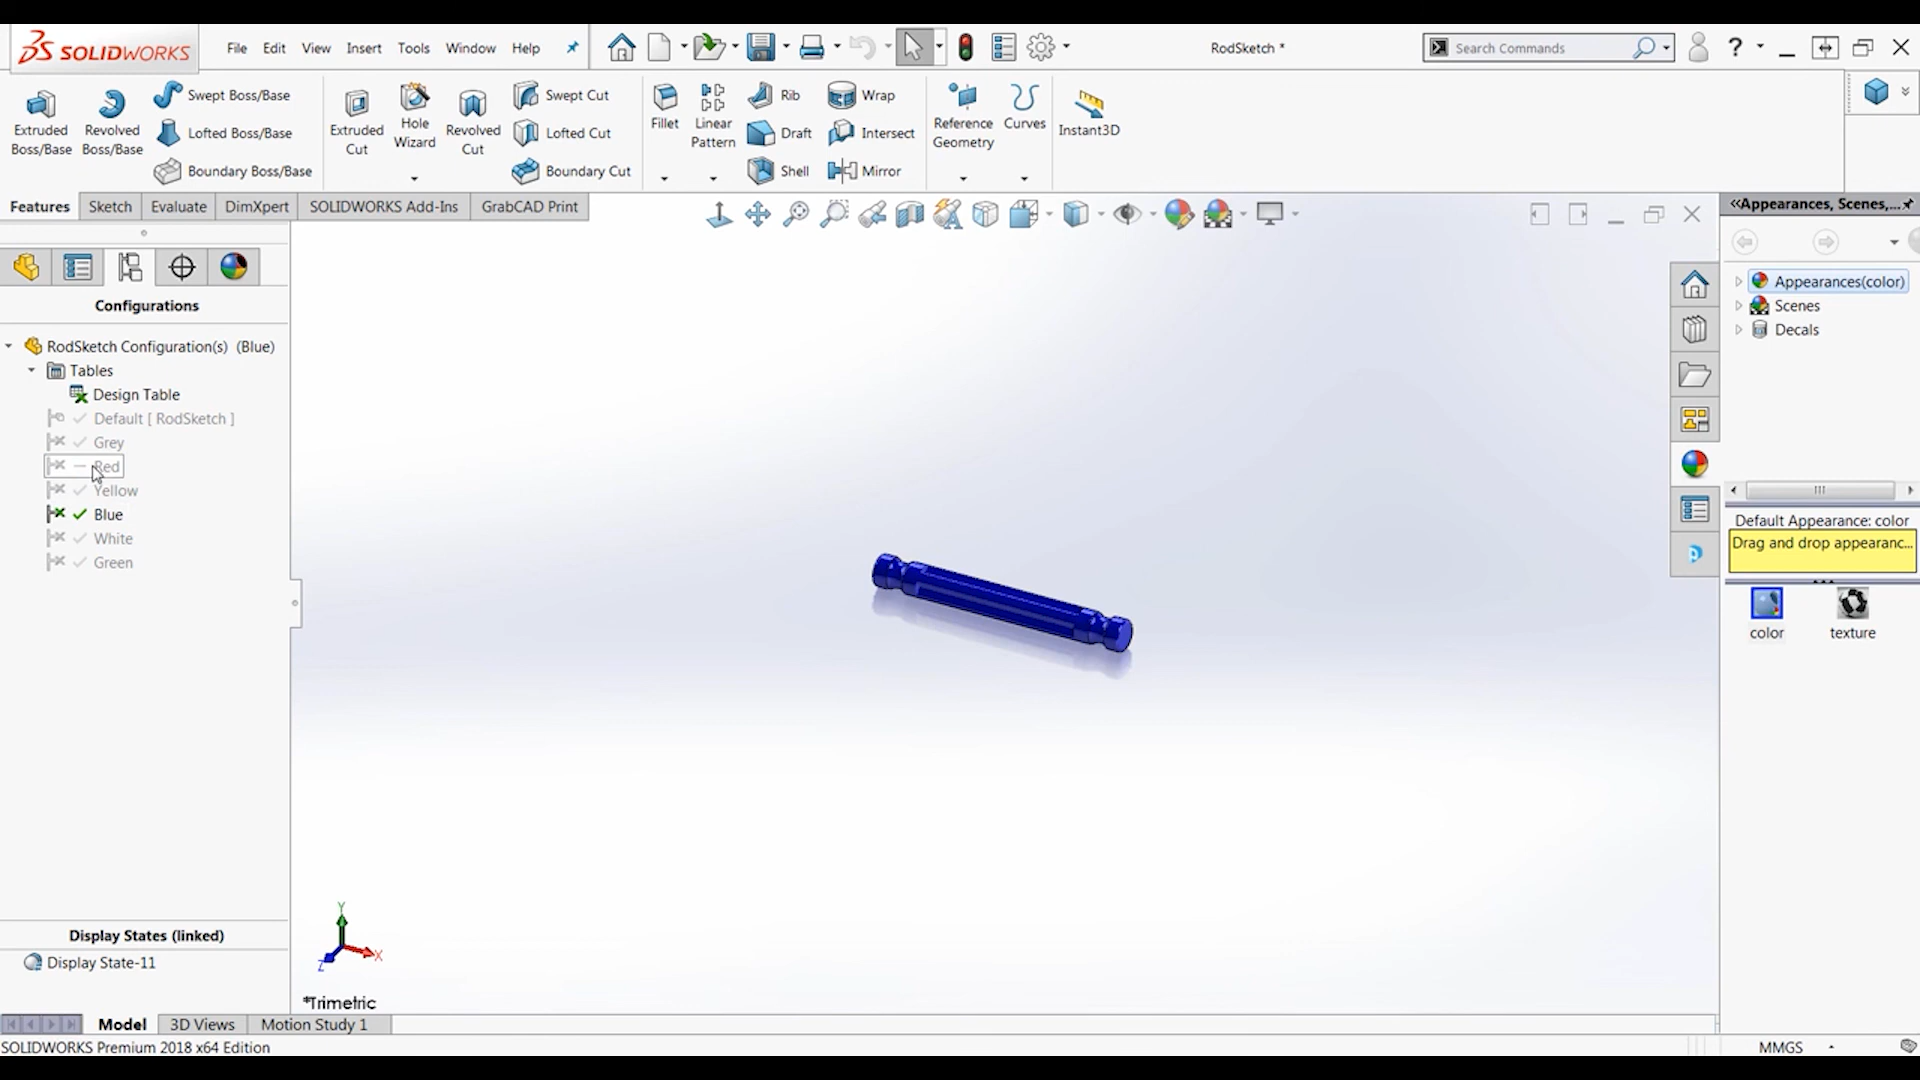 SOLIDWORKS
File Edit View Insert Tools Window Help
RodSketch *
Search Commands
?
Extruded Boss/Base
Revolved Boss/Base
Swept Boss/Base
Lofted Boss/Base
Boundary Boss/Base
Extruded Cut
Hole Wizard
Revolved Cut
Swept Cut
Lofted Cut
Boundary Cut
Fillet
Linear Pattern
Rib
Draft
Shell
Wrap
Intersect
Mirror
Reference Geometry
Curves
Instant3D
Features Sketch Evaluate DimXpert SOLIDWORKS Add-Ins GrabCAD Print
Configurations
RodSketch Configuration(s) (Blue)
Tables
Design Table
Default [ RodSketch ]
Grey
Red
Yellow
Blue
White
Green
Display States (linked)
Display State-11
Y
X
Z
*Trimetric
Appearances, Scenes,...
Appearances(color)
Scenes
Decals
Default Appearance: color
Drag and drop appearanc...
color texture
Model 3D Views Motion Study 1
SOLIDWORKS Premium 2018 x64 Edition
MMGS